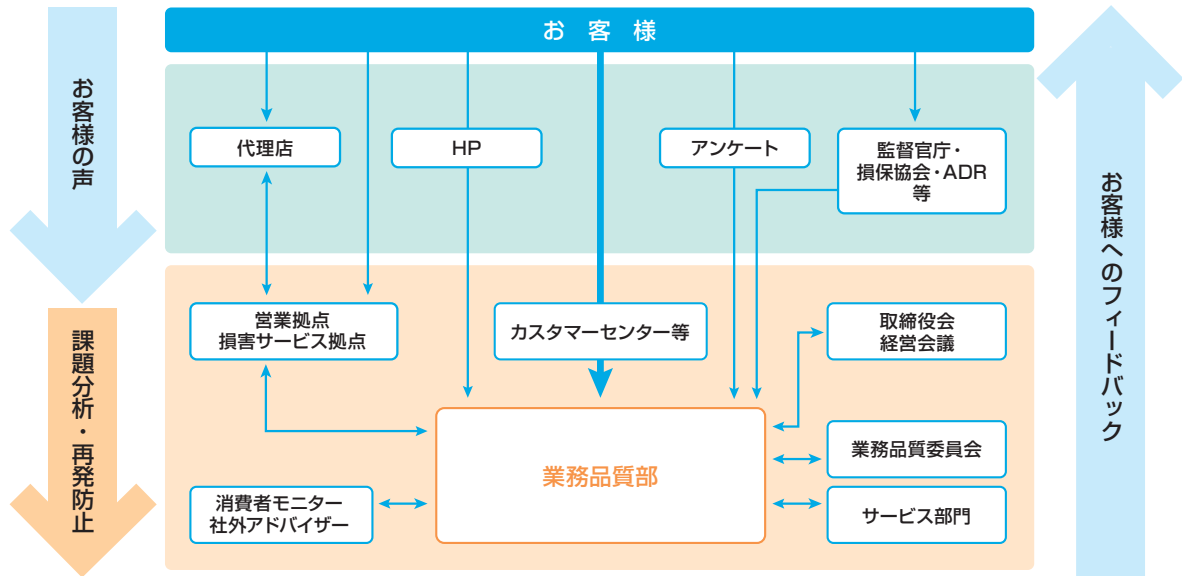 お客様
お客様の声
代理店
HP
アンケート
監督官庁・
損保協会・ADR
等
お客様へのフィードバック
営業拠点
損害サービス拠点
カスタマーセンター等
取締役会
経営会議
課題分析・再発防止
業務品質部
業務品質委員会
消費者モニター
社外アドバイザー
サービス部門